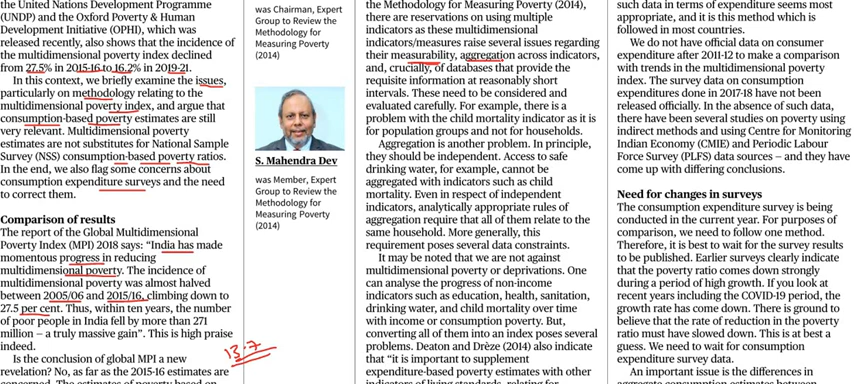 the United Nations Development Programme
(UNDP) and the Oxford Poverty & Human
Development Initiative (OPHI), which was
released recently, also shows that the incidence of
the multidimensional poverty index declined
from 27.5% in 2015-16 to 16.2% in 2019-21.
In this context, we briefly examine the issues,
particularly on methodology relating to the
multidimensional poverty index, and argue that
consumption-based poverty estimates are still
very relevant. Multidimensional poverty
estimates are not substitutes for National Sample
Survey (NSS) consumption-based poverty ratios.
In the end, we also flag some concerns about
consumption expenditure surveys and the need
to correct them.
Comparison of results
The report of the Global Multidimensional
Poverty Index (MPI) 2018 says: “India has made
momentous progress in reducing
multidimensional poverty. The incidence of
multidimensional poverty was almost halved
between 2005/06 and 2015/16, climbing down to
27.5 per cent. Thus, within ten years, the number
of poor people in India fell by more than 271
million – a truly massive gain”. This is high praise
indeed.
Is the conclusion of global MPI a new
revelation? No, as far as the 2015-16 estimates are
concerned. The estimates of poverty based on
13.7
was Chairman, Expert
Group to Review the
Methodology for
Measuring Poverty
(2014)
S. Mahendra Dev
was Member, Expert
Group to Review the
Methodology for
Measuring Poverty
(2014)
the Methodology for Measuring Poverty (2014),
there are reservations on using multiple
indicators as these multidimensional
indicators/measures raise several issues regarding
their measurability, aggregation across indicators,
and, crucially, of databases that provide the
requisite information at reasonably short
intervals. These need to be considered and
evaluated carefully. For example, there is a
problem with the child mortality indicator as it is
for population groups and not for households.
Aggregation is another problem. In principle,
they should be independent. Access to safe
drinking water, for example, cannot be
aggregated with indicators such as child
mortality. Even in respect of independent
indicators, analytically appropriate rules of
aggregation require that all of them relate to the
same household. More generally, this
requirement poses several data constraints.
It may be noted that we are not against
multidimensional poverty or deprivations. One
can analyse the progress of non-income
indicators such as education, health, sanitation,
drinking water, and child mortality over time
with income or consumption poverty. But,
converting all of them into an index poses several
problems. Deaton and Drèze (2014) also indicate
that “it is important to supplement
expenditure-based poverty estimates with other
indicators of living standards, relating for
such data in terms of expenditure seems most
appropriate, and it is this method which is
followed in most countries.
We do not have official data on consumer
expenditure after 2011-12 to make a comparison
with trends in the multidimensional poverty
index. The survey data on consumption
expenditures done in 2017-18 have not been
released officially. In the absence of such data,
there have been several studies on poverty using
indirect methods and using Centre for Monitoring
Indian Economy (CMIE) and Periodic Labour
Force Survey (PLFS) data sources – and they have
come up with differing conclusions.
Need for changes in surveys
The consumption expenditure survey is being
conducted in the current year. For purposes of
comparison, we need to follow one method.
Therefore, it is best to wait for the survey results
to be published. Earlier surveys clearly indicate
that the poverty ratio comes down strongly
during a period of high growth. If you look at
recent years including the COVID-19 period, the
growth rate has come down. There is ground to
believe that the rate of reduction in the poverty
ratio must have slowed down. This is at best a
guess. We need to wait for consumption
expenditure survey data.
An important issue is the differences in
aggregate consumption estimates between